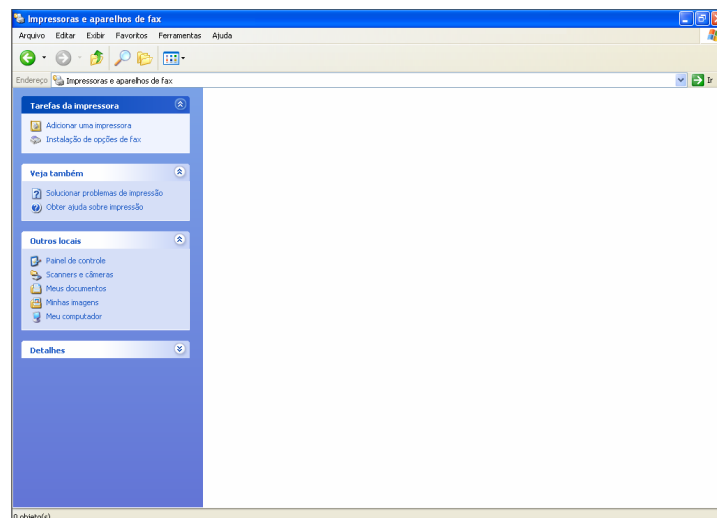 Impressoras e aparelhos de fax
Arquivo Editar Exibir Favoritos Ferramentas Ajuda
Endereço Impressoras e aparelhos de fax Ir
Tarefas da impressora
Adicionar uma impressora
Instalação de opções de fax
Veja também
Solucionar problemas de impressão
Obter ajuda sobre impressão
Outros locais
Painel de controle
Scanners e câmeras
Meus documentos
Minhas imagens
Meu computador
Detalhes
0 objeto(s)